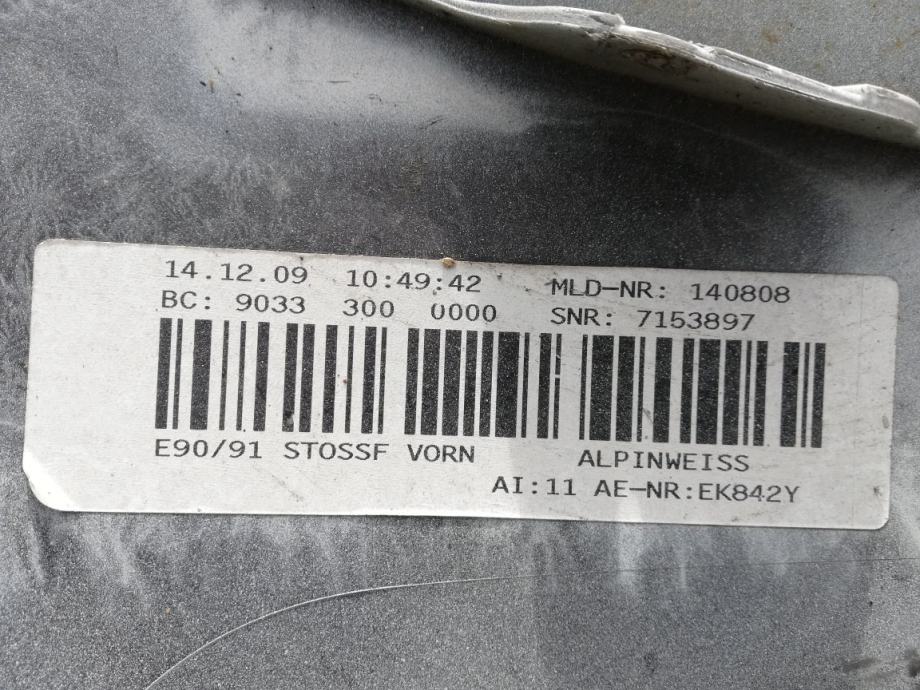 14.12.09 10:49:42 MLD-NR: 140808
BC: 9033 300 0000 SNR: 7153897
E90/91 STOSSF VORN ALPINWEISS
AI:11 AE-NR:EK842Y